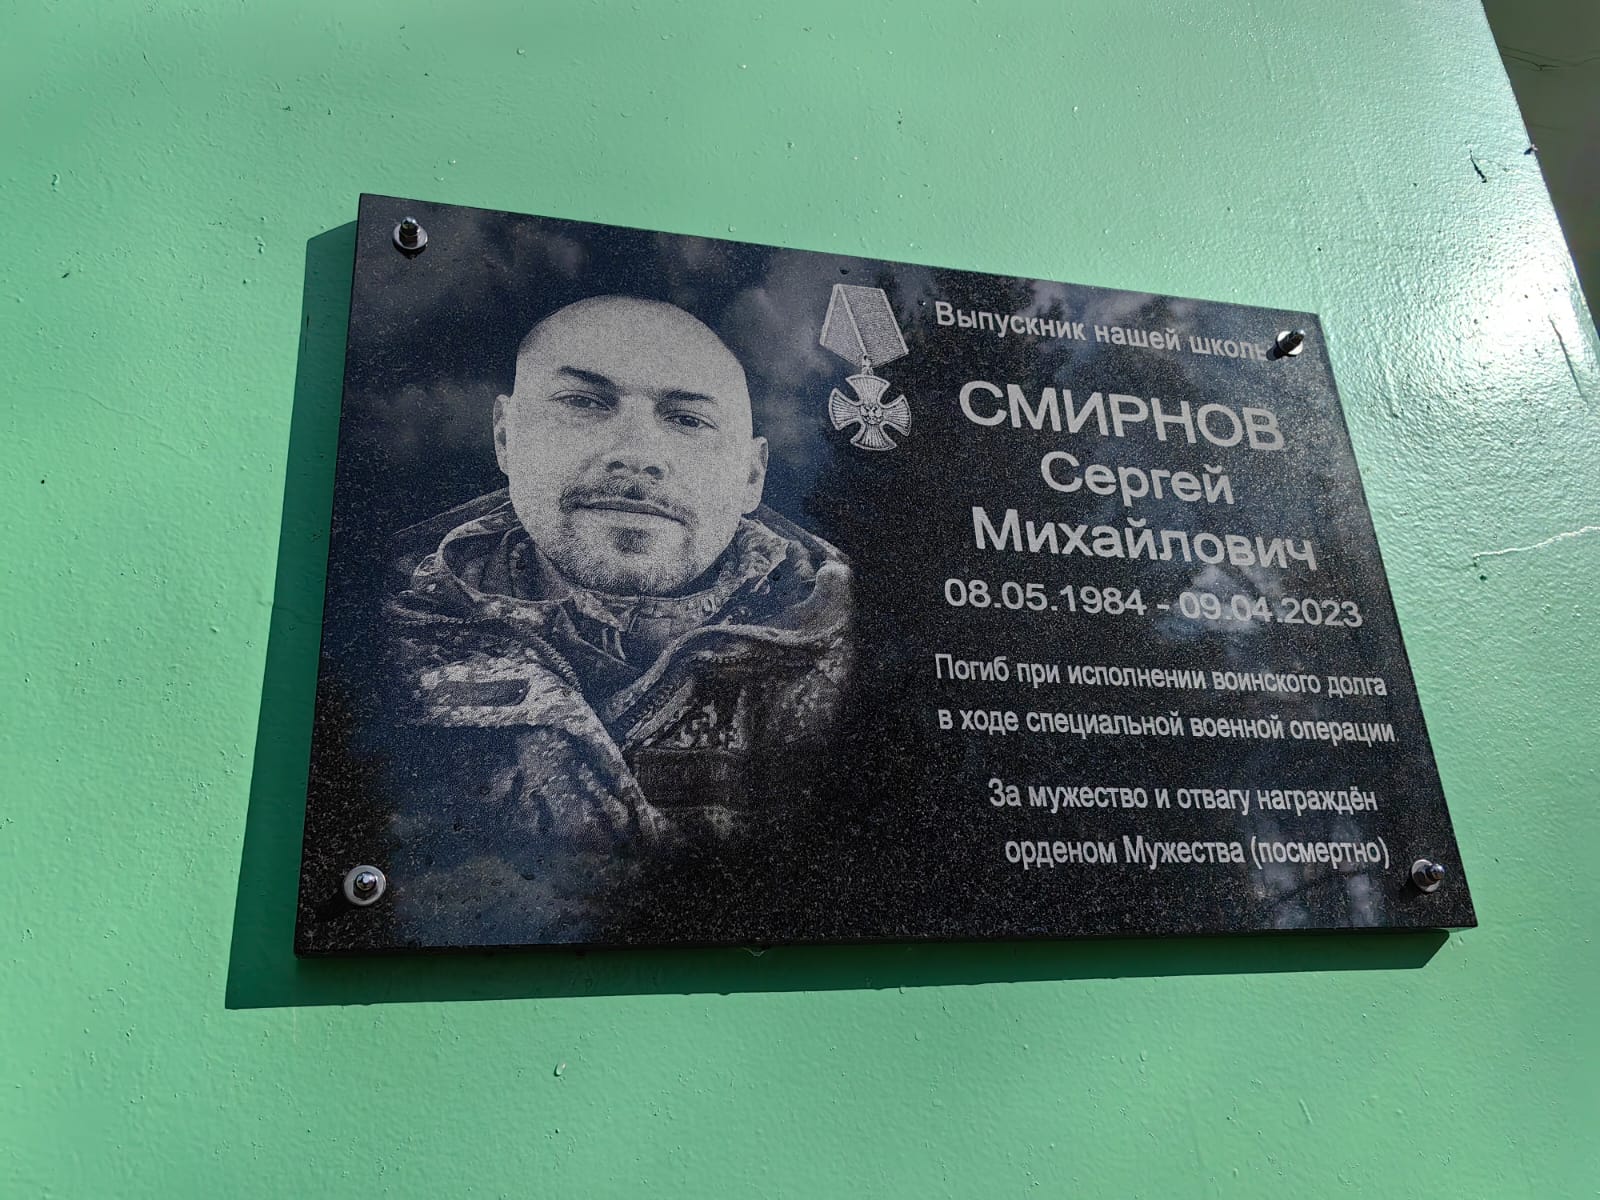 Выпускник нашей школы
СМИРНОВ
Сергей
Михайлович
08.05.1984 - 09.04.2023
Погиб при исполнении воинского долга
в ходе специальной военной операции
За мужество и отвагу награждён
орденом Мужества (посмертно)